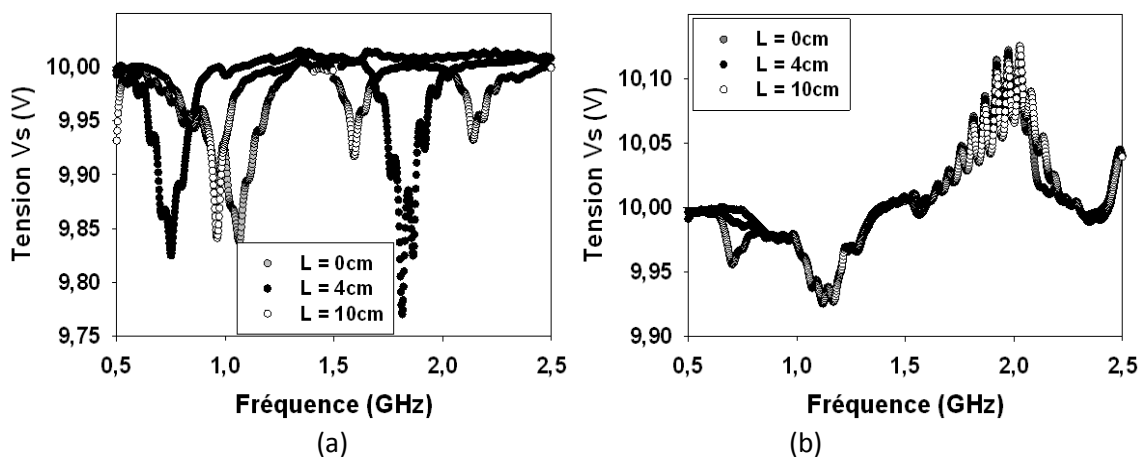 Tension Vs (V)
10,00
9,95
9,90
9,85
9,80
9,75
0,5
1,0
1,5
2,0
2,5
Fréquence (GHz)
L = 0cm
L = 4cm
L = 10cm
(a)
Tension Vs (V)
10,10
10,05
10,00
9,95
9,90
0,5
1,0
1,5
2,0
2,5
Fréquence (GHz)
L = 0cm
L = 4cm
L = 10cm
(b)